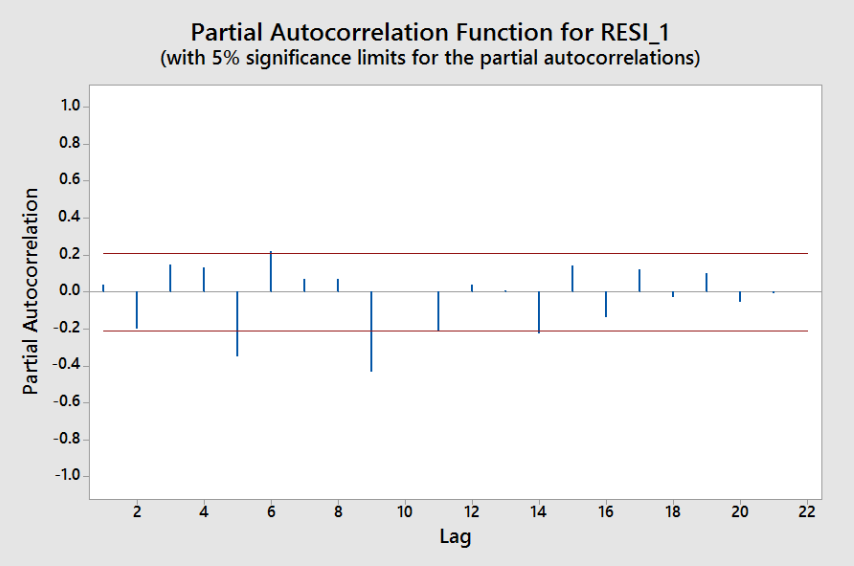 Partial Autocorrelation Function for RESI_1
(with 5% significance limits for the partial autocorrelations)
1.0
0.8
0.6
0.4
0.2
0.0
-0.2
-0.4
-0.6
-0.8
-1.0
Partial Autocorrelation
2 4 6 8 10 12 14 16 18 20 22
Lag